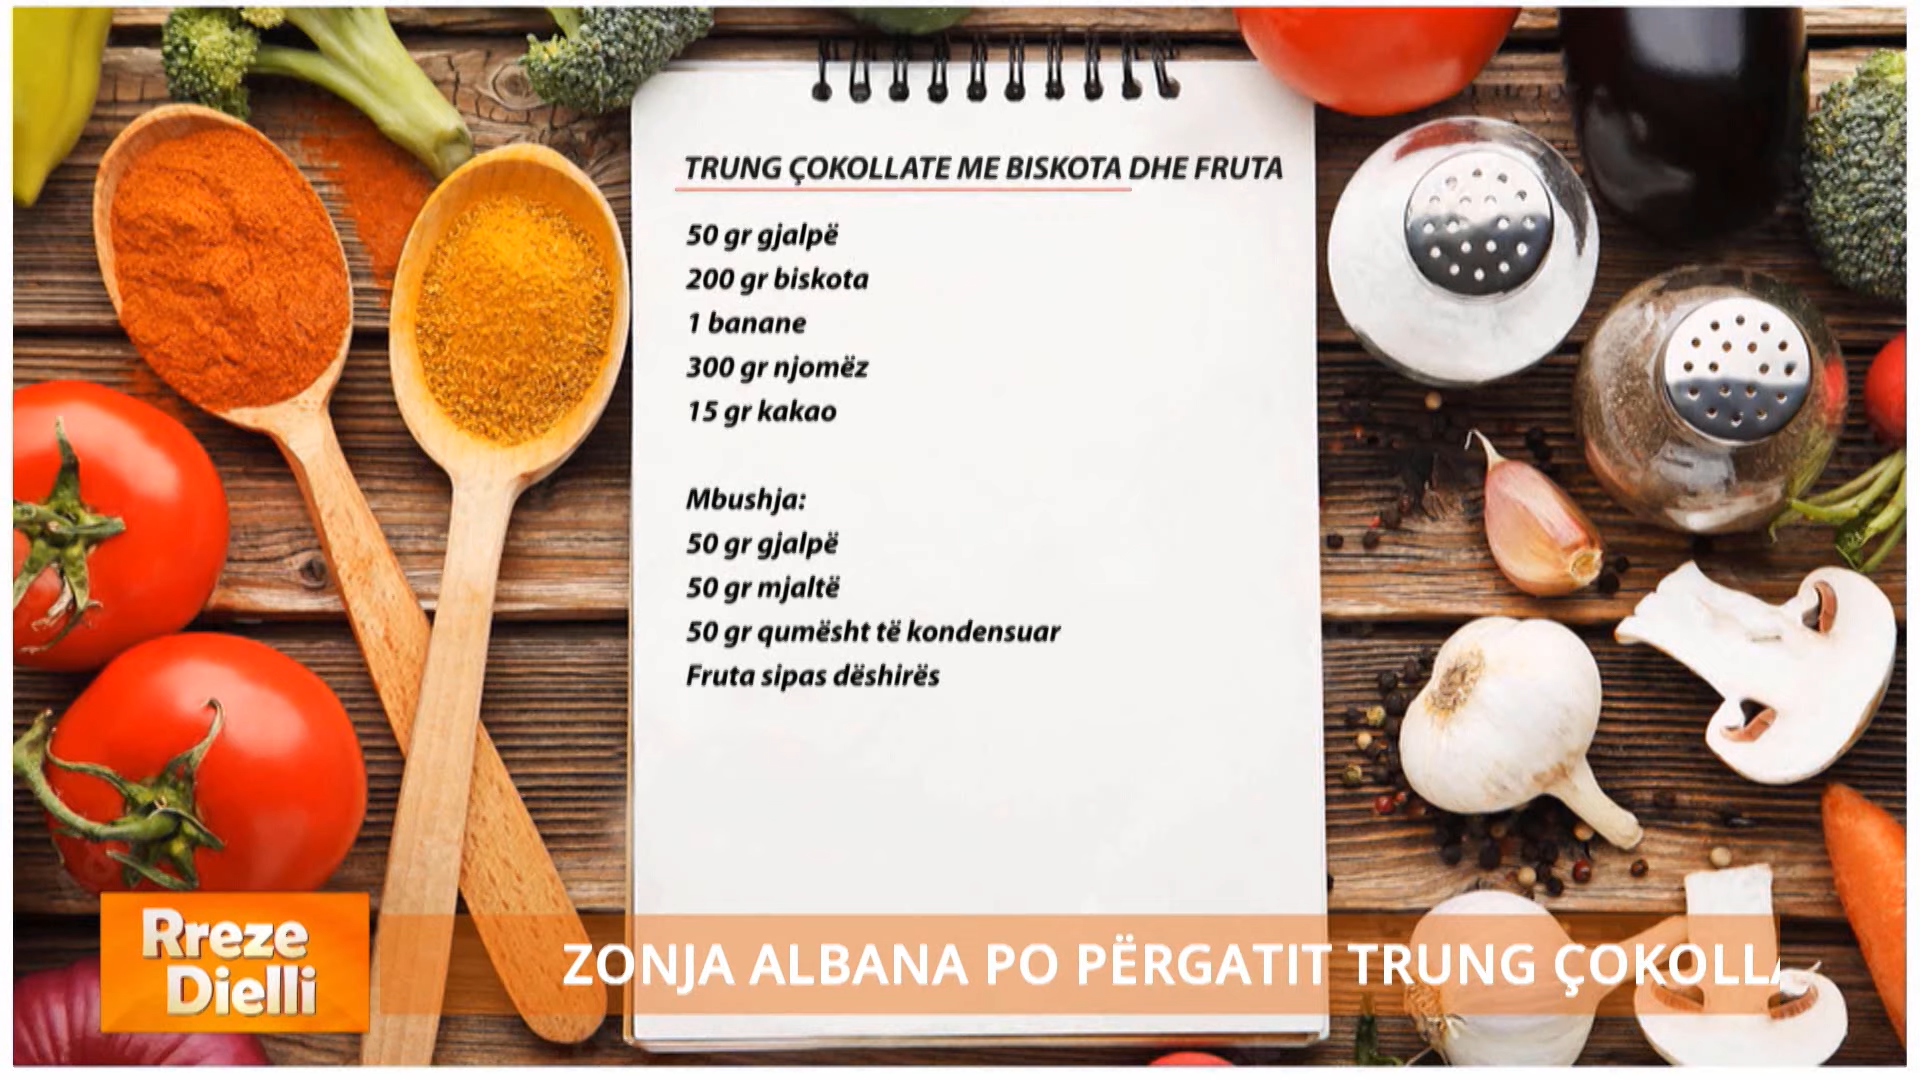 TRUNG ÇOKOLLATE ME BISKOTA DHE FRUTA
50 gr gjalpë
200 gr biskota
1 banane
300 gr njomëz
15 gr kakao
Mbushja:
50 gr gjalpë
50 gr mjaltë
50 gr qumësht të kondensuar
Fruta sipas dëshirës
Rreze
Dielli
ZONJA ALBANA PO PËRGATIT TRUNG ÇOKOLLA